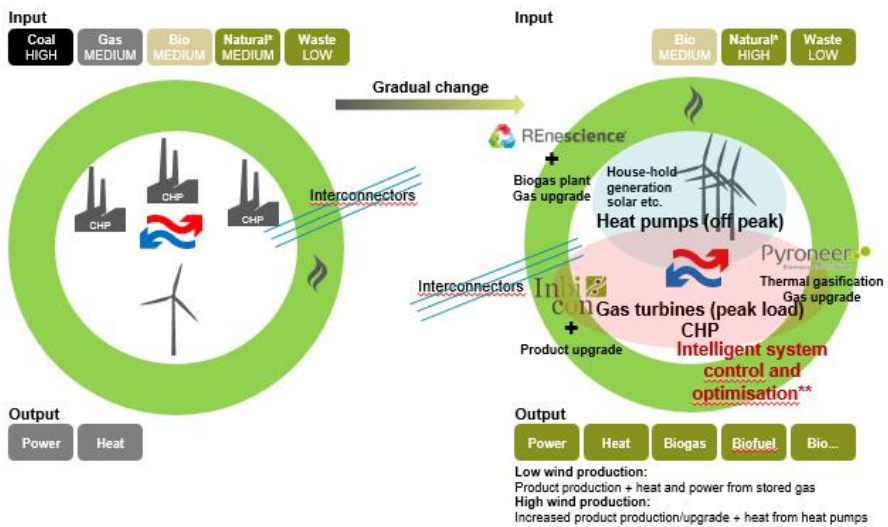 Input
Coal
HIGH
Gas
MEDIUM
Bio
MEDIUM
Natural*
MEDIUM
Waste
LOW
CHP
CHP
CHP
Output
Power
Heat
Gradual change
Interconnectors
Interconnectors
Input
Bio
MEDIUM
Natural*
HIGH
Waste
LOW
REnescience
+
Biogas plant
Gas upgrade
House-hold
generation
solar etc.
Heat pumps (off peak)
Pyroneer
Thermal gasification
Gas upgrade
Inbicon
+
Product upgrade
Gas turbines (peak load)
CHP
Intelligent system
control and
optimisation**
Output
Power
Heat
Biogas
Biofuel
Bio...
Low wind production:
Product production + heat and power from stored gas
High wind production:
Increased product production/upgrade + heat from heat pumps